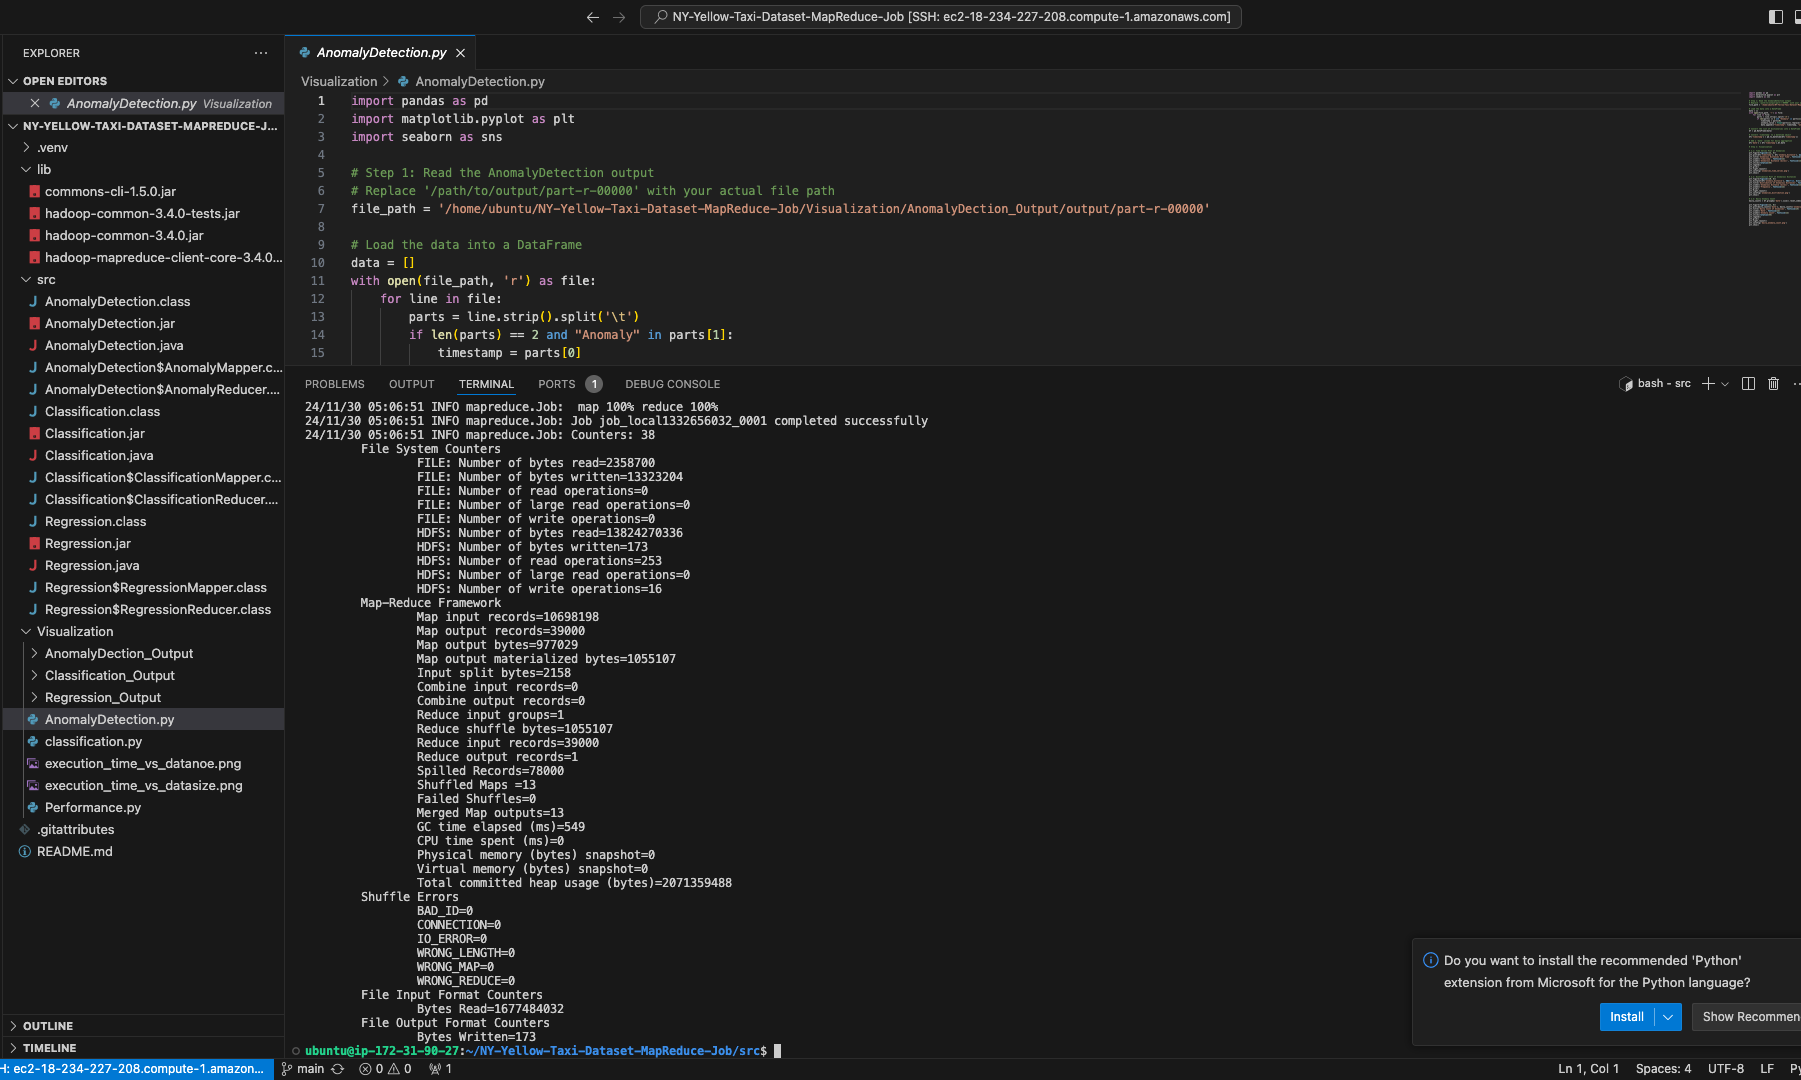 NY-Yellow-Taxi-Dataset-MapReduce-Job [SSH: ec2-18-234-227-208.compute-1.amazonaws.com]
EXPLORER
OPEN EDITORS
AnomalyDetection.py Visualization
NY-YELLOW-TAXI-DATASET-MAPREDUCE-J...
.venv
lib
commons-cli-1.5.0.jar
hadoop-common-3.4.0-tests.jar
hadoop-common-3.4.0.jar
hadoop-mapreduce-client-core-3.4.0...
src
AnomalyDetection.class
AnomalyDetection.jar
AnomalyDetection.java
AnomalyDetection$AnomalyMapper.c...
AnomalyDetection$AnomalyReducer....
Classification.class
Classification.jar
Classification.java
Classification$ClassificationMapper.c...
Classification$ClassificationReducer....
Regression.class
Regression.jar
Regression.java
Regression$RegressionMapper.class
Regression$RegressionReducer.class
Visualization
AnomalyDection_Output
Classification_Output
Regression_Output
AnomalyDetection.py
classification.py
execution_time_vs_datanoe.png
execution_time_vs_datasize.png
Performance.py
.gitattributes
README.md
OUTLINE
TIMELINE
AnomalyDetection.py
Visualization > AnomalyDetection.py
1 import pandas as pd
2 import matplotlib.pyplot as plt
3 import seaborn as sns
4
5 # Step 1: Read the AnomalyDetection output
6 # Replace '/path/to/output/part-r-00000' with your actual file path
7 file_path = '/home/ubuntu/NY-Yellow-Taxi-Dataset-MapReduce-Job/Visualization/AnomalyDection_Output/output/part-r-00000'
8
9 # Load the data into a DataFrame
10 data = []
11 with open(file_path, 'r') as file:
12 for line in file:
13 parts = line.strip().split('\t')
14 if len(parts) == 2 and "Anomaly" in parts[1]:
15 timestamp = parts[0]
PROBLEMS OUTPUT TERMINAL PORTS 1 DEBUG CONSOLE
bash - src
24/11/30 05:06:51 INFO mapreduce.Job:  map 100% reduce 100%
24/11/30 05:06:51 INFO mapreduce.Job: Job job_local1332656032_0001 completed successfully
24/11/30 05:06:51 INFO mapreduce.Job: Counters: 38
File System Counters
FILE: Number of bytes read=2358700
FILE: Number of bytes written=13323204
FILE: Number of read operations=0
FILE: Number of large read operations=0
FILE: Number of write operations=0
HDFS: Number of bytes read=13824270336
HDFS: Number of bytes written=173
HDFS: Number of read operations=253
HDFS: Number of large read operations=0
HDFS: Number of write operations=16
Map-Reduce Framework
Map input records=10698198
Map output records=39000
Map output bytes=977029
Map output materialized bytes=1055107
Input split bytes=2158
Combine input records=0
Combine output records=0
Reduce input groups=1
Reduce shuffle bytes=1055107
Reduce input records=39000
Reduce output records=1
Spilled Records=78000
Shuffled Maps =13
Failed Shuffles=0
Merged Map outputs=13
GC time elapsed (ms)=549
CPU time spent (ms)=0
Physical memory (bytes) snapshot=0
Virtual memory (bytes) snapshot=0
Total committed heap usage (bytes)=2071359488
Shuffle Errors
BAD_ID=0
CONNECTION=0
IO_ERROR=0
WRONG_LENGTH=0
WRONG_MAP=0
WRONG_REDUCE=0
File Input Format Counters
Bytes Read=1677484032
File Output Format Counters
Bytes Written=173
ubuntu@ip-172-31-90-27:~/NY-Yellow-Taxi-Dataset-MapReduce-Job/src$
Do you want to install the recommended 'Python'
extension from Microsoft for the Python language?
Install
Show Recommen
H: ec2-18-234-227-208.compute-1.amazon... main 0 0 1
Ln 1, Col 1 Spaces: 4 UTF-8 LF Py